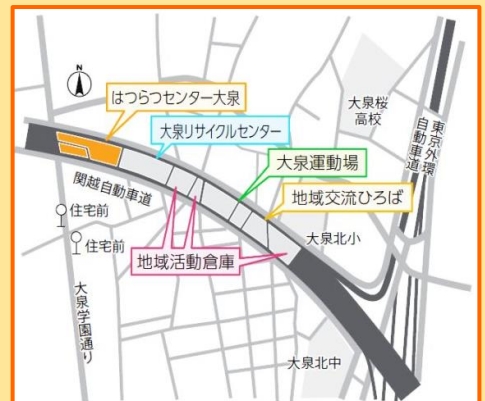 N
はつらつセンター大泉
大泉リサイクルセンター
大泉桜
高校
東京外環
自動車道
大泉運動場
地域交流ひろば
関越自動車道
住宅前
住宅前
大泉北小
地域活動倉庫
大泉学園通り
大泉北中